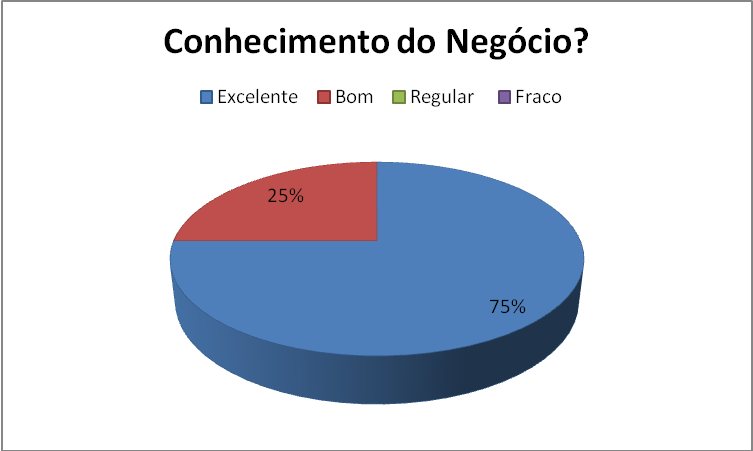 Conhecimento do Negócio?
Excelente Bom Regular Fraco
25%
75%